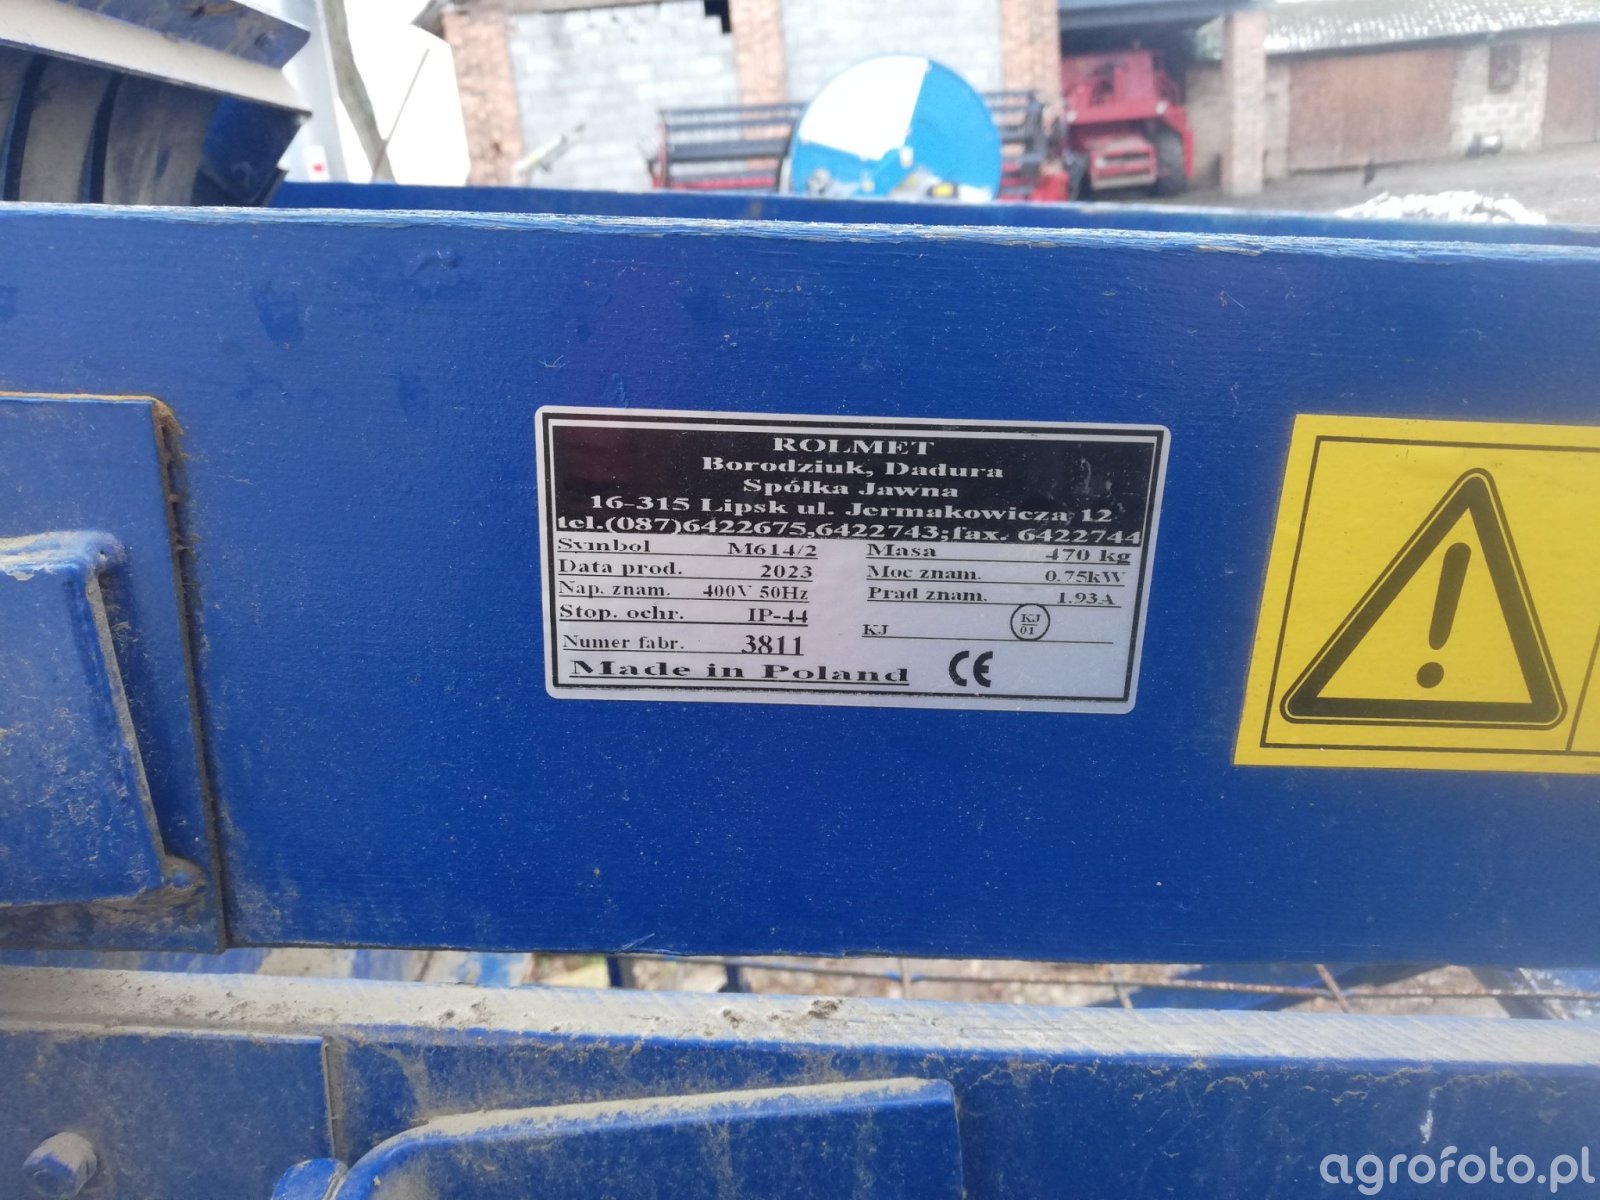 ROLMET
Borodziuk, Dadura
Spółka Jawna
16-315 Lipsk ul. Jermakowicza 12
tel.(087)6422675,6422743;fax. 6422744
Symbol M614/2 Masa 470 kg
Data prod. 2023 Moc znam. 0.75kW
Nap. znam. 400V 50Hz Prąd znam. 1.93A
Stop. ochr. IP-44 KJ KJ 01
Numer fabr. 3811
Made in Poland CE
agrofoto.pl